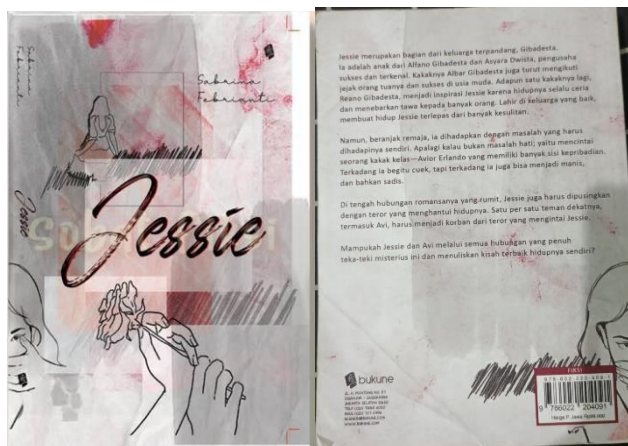 Sabrina
Febrianti
Jessie
Sabrina
Febrianti
Jessie
Jessie merupakan bagian dari keluarga terpandang, Gibadesta.
Ia adalah anak dari Alfano Gibadesta dan Asyara Dwista, pengusaha
sukses dan terkenal. Kakaknya Albar Gibadesta juga turut mengikuti
jejak orang tuanya dan sukses di usia muda. Adapun satu kakaknya lagi,
Reano Gibadesta, menjadi inspirasi Jessie karena hidupnya selalu ceria
dan menebarkan tawa kepada banyak orang. Lahir di keluarga yang baik,
membuat hidup Jessie terlepas dari banyak kesulitan.
Namun, beranjak remaja, ia dihadapkan dengan masalah yang harus
dihadapinya sendiri. Apalagi kalau bukan masalah hati; yaitu mencintai
seorang kakak kelas—Avior Erlando yang memiliki banyak sisi kepribadian.
Terkadang ia begitu cuek, tapi terkadang ia juga bisa menjadi manis,
dan bahkan sadis.
Di tengah hubungan romansanya yang rumit, Jessie juga harus dipusingkan
dengan teror yang menghantui hidupnya. Satu per satu teman dekatnya,
termasuk Avi, harus menjadi korban dari teror yang mengintai Jessie.
Mampukah Jessie dan Avi melalui semua hubungan yang penuh
teka-teki misterius ini dan menuliskan kisah terbaik hidupnya sendiri?
bukune
FIKSI
9 786022 204091
Harga P. Jawa